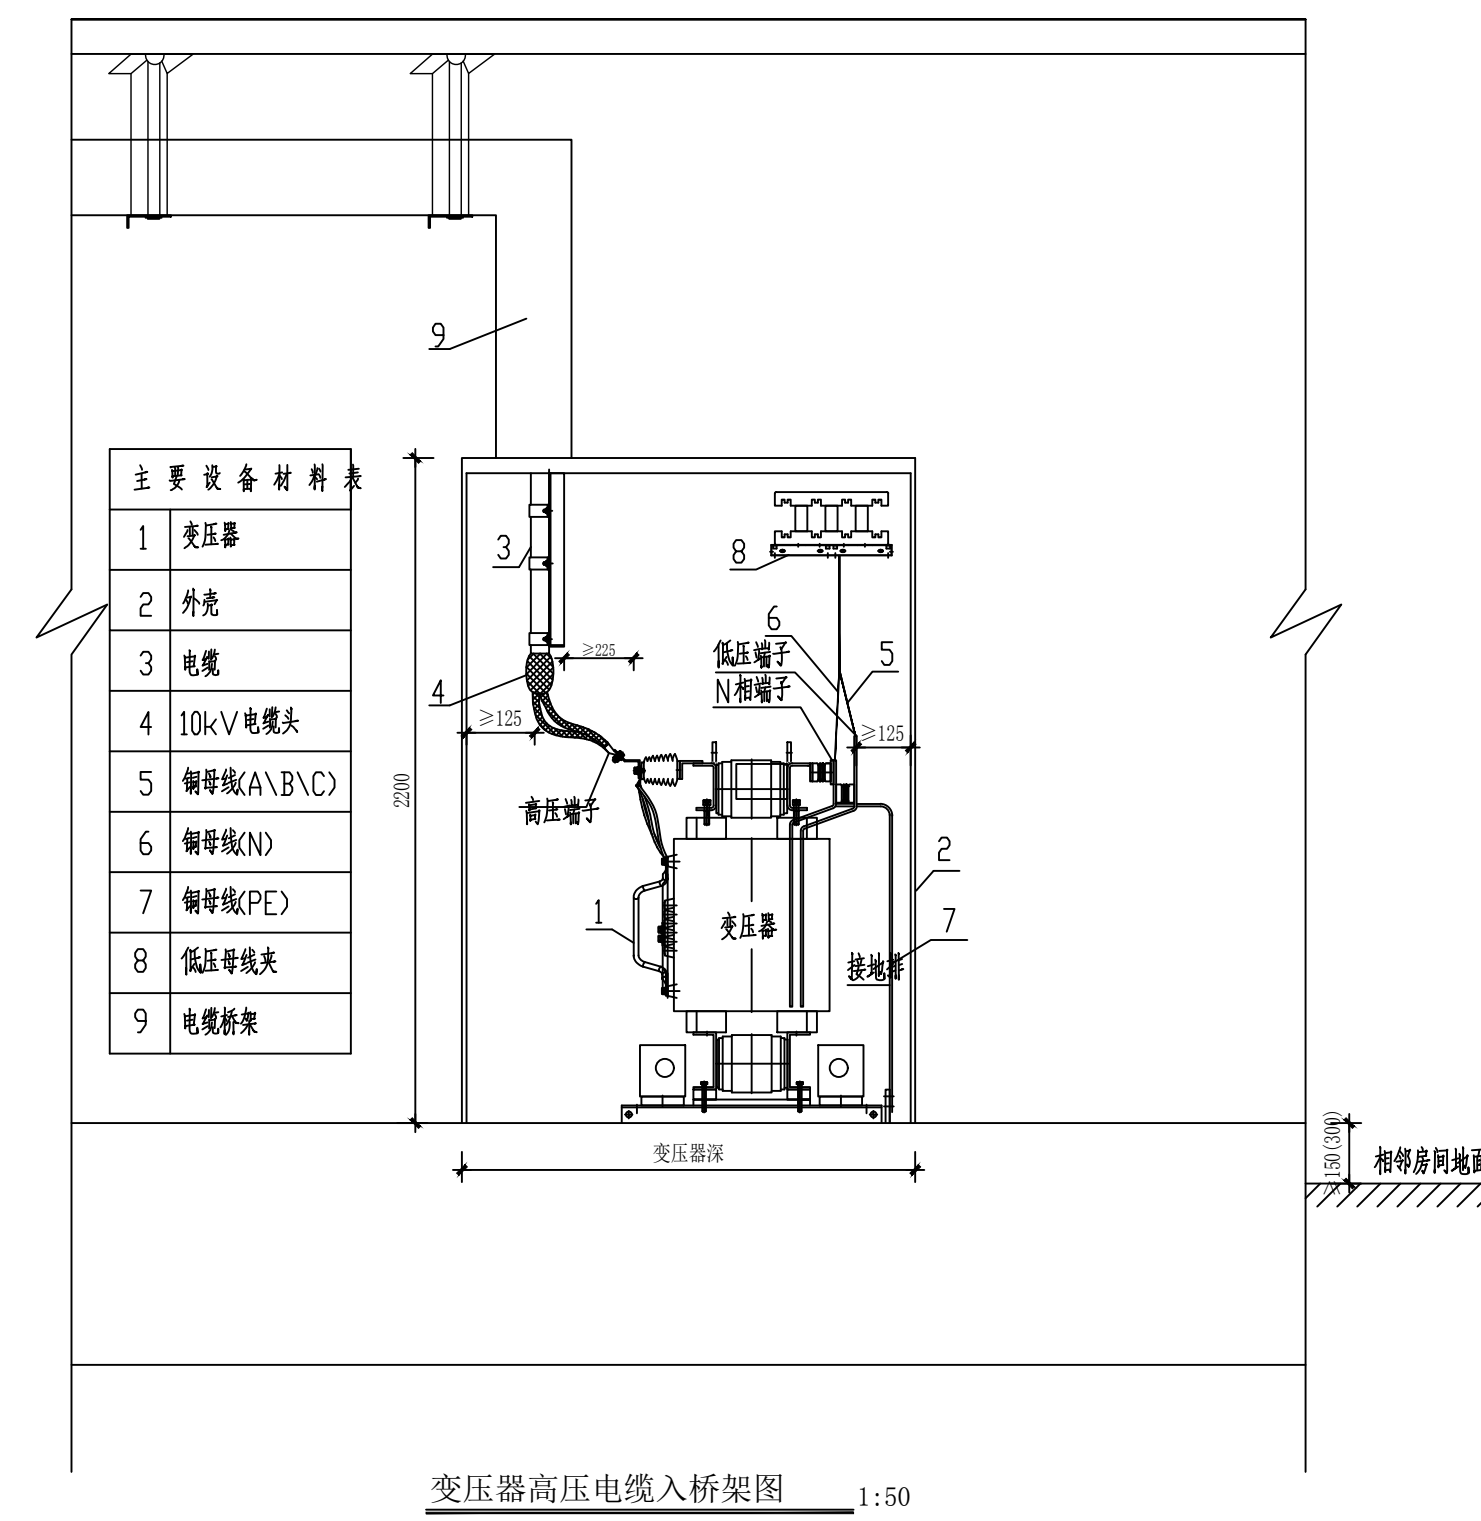 9
主要设备材料表
1 变压器
2 外壳
3 电缆
4 10kV电缆头
5 铜母线(A\B\C)
6 铜母线(N)
7 铜母线(PE)
8 低压母线夹
9 电缆桥架
2200
3
8
6
≥225
低压端子
5
4
N相端子
≥125
≥125
高压端子
2
1
变压器
7
接地排
变压器深
≥150(300)
相邻房间地面
变压器高压电缆入桥架图 1:50